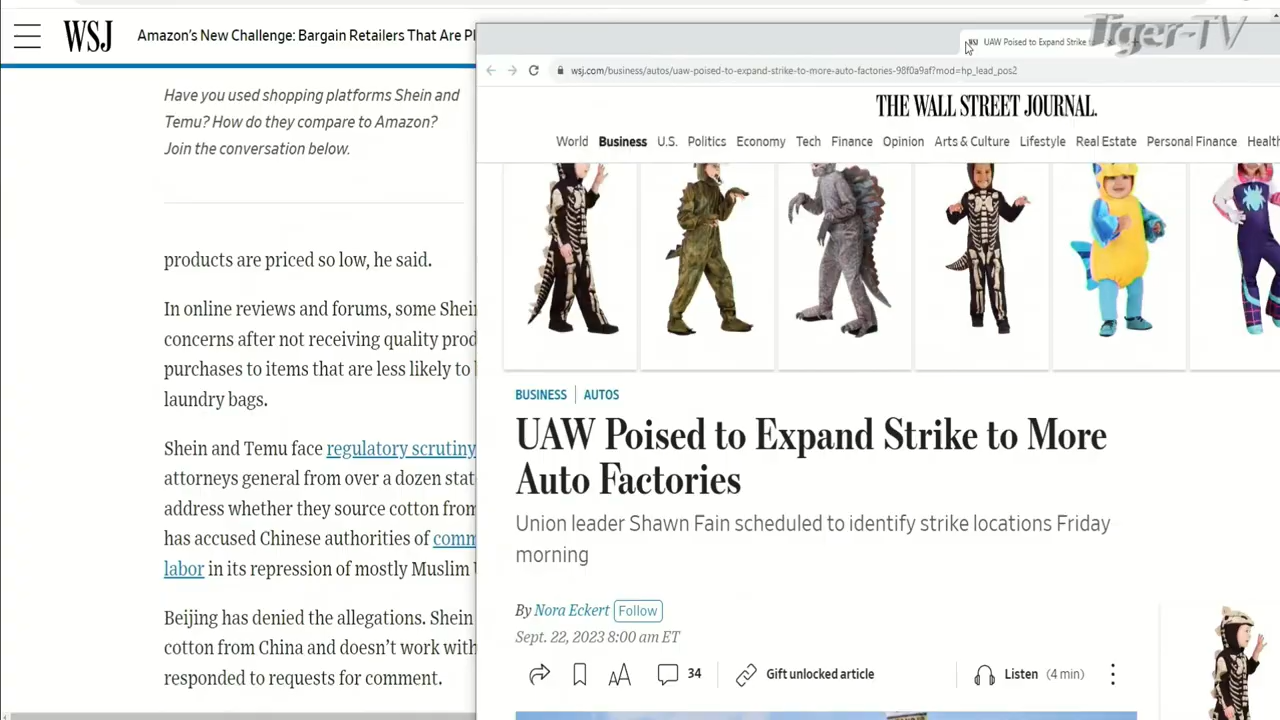 WSJ
Amazon's New Challenge: Bargain Retailers That Are
Have you used shopping platforms Shein and
Temu? How do they compare to Amazon?
Join the conversation below.
products are priced so low, he said.
In online reviews and forums, some Shein
concerns after not receiving quality prod
purchases to items that are less likely to
laundry bags.
Shein and Temu face regulatory scrutiny
attorneys general from over a dozen stat
address whether they source cotton from
has accused Chinese authorities of comm
labor in its repression of mostly Muslim
Beijing has denied the allegations. Shein
cotton from China and doesn't work with
responded to requests for comment.
Tiger-TV
UAW Poised to Expand Strike
wsj.com/business/autos/uaw-poised-to-expand-strike-to-more-auto-factories-98f0a9af?mod=hp_lead_pos2
THE WALL STREET JOURNAL.
World Business U.S. Politics Economy Tech Finance Opinion Arts & Culture Lifestyle Real Estate Personal Finance Health
BUSINESS | AUTOS
UAW Poised to Expand Strike to More
Auto Factories
Union leader Shawn Fain scheduled to identify strike locations Friday
morning
By Nora Eckert Follow
Sept. 22, 2023 8:00 am ET
AA 34 Gift unlocked article Listen (4 min)